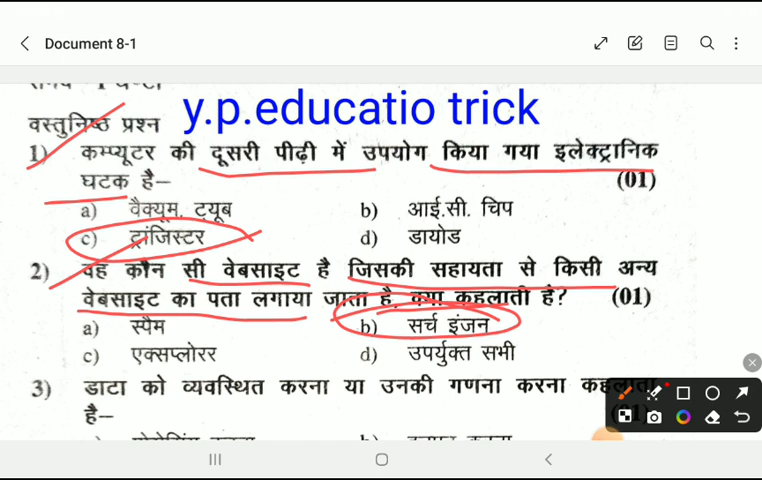 Document 8-1
y.p.educatio trick
वस्तुनिष्ठ प्रश्न
1) कम्प्यूटर की दूसरी पीढ़ी में उपयोग किया गया इलेक्ट्रानिक
घटक है– (01)
a) वैक्यूम ट्यूब b) आई.सी. चिप
c) ट्रांजिस्टर d) डायोड
2) वह कौन सी वेबसाइट है जिसकी सहायता से किसी अन्य
वेबसाइट का पता लगाया जाता है, क्या कहलाती है? (01)
a) स्पैम b) सर्च इंजन
c) एक्सप्लोरर d) उपर्युक्त सभी
3) डाटा को व्यवस्थित करना या उनकी गणना करना कहलाता
है–